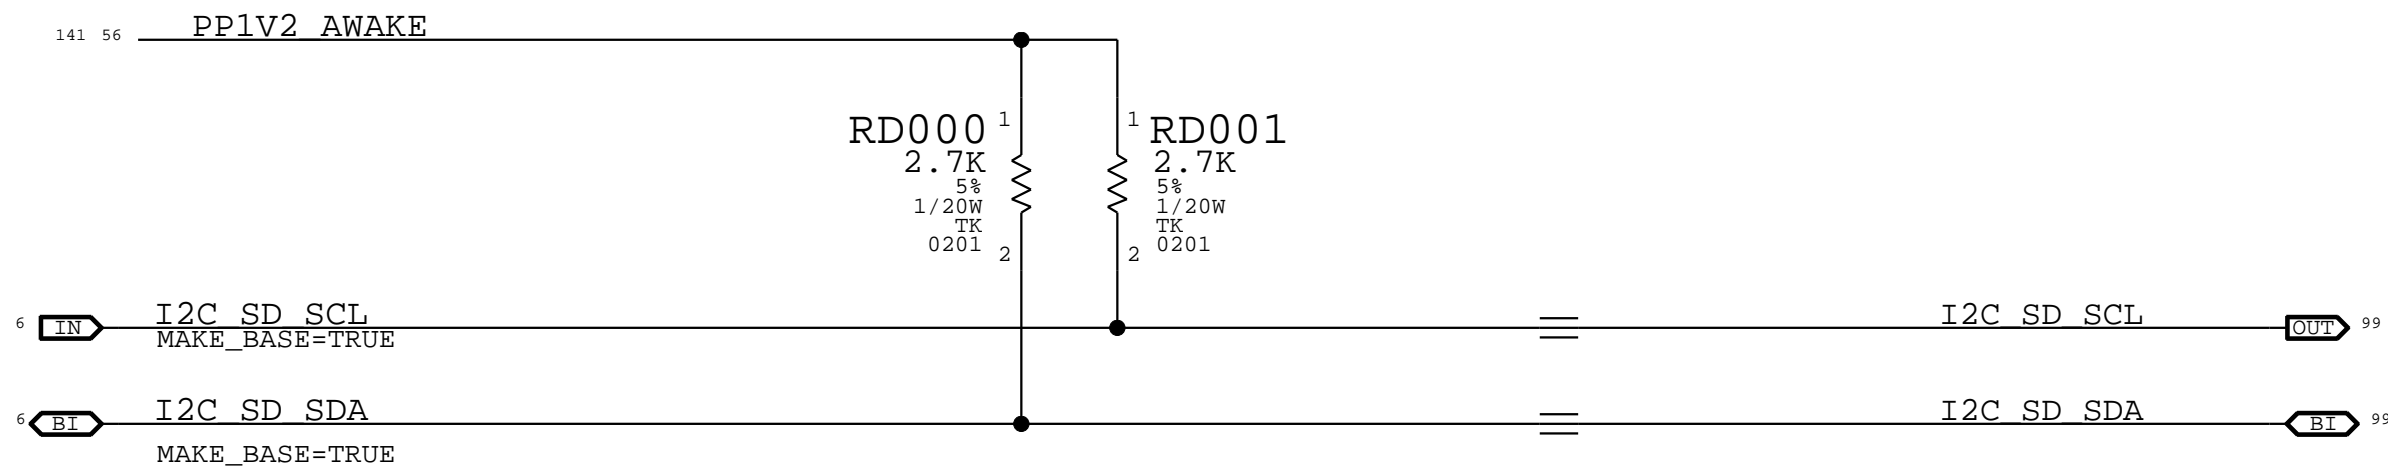 141 56 PP1V2_AWAKE
RD000 1
2.7K
5%
1/20W
TK
0201
2
1 RD001
2.7K
5%
1/20W
TK
0201
2
6 IN I2C_SD_SCL
MAKE_BASE=TRUE
I2C_SD_SCL OUT 99
6 BI I2C_SD_SDA
MAKE_BASE=TRUE
I2C_SD_SDA BI 99